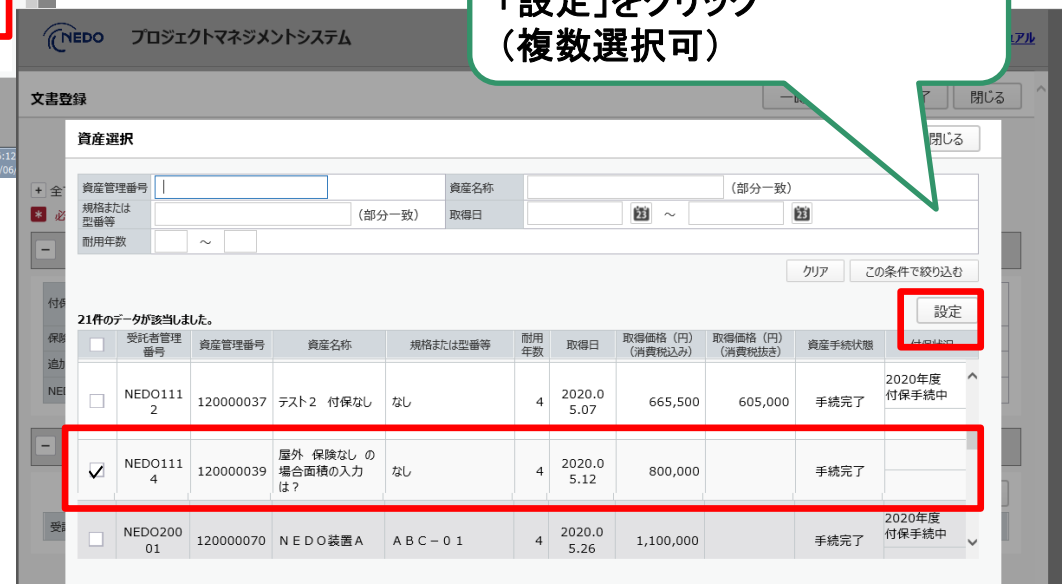 「設定」をクリック
（複数選択可）
NEDO プロジェクトマネジメントシステム
文書登録
閉じる
資産選択
閉じる
資産管理番号
資産名称
（部分一致）
規格または
型番等
（部分一致）
取得日
23 ～ 23
耐用年数
～
クリア
この条件で絞り込む
21件のデータが該当しました。
設定
受託者管理
番号
資産管理番号
資産名称
規格または型番等
耐用
年数
取得日
取得価格（円）
（消費税込み）
取得価格（円）
（消費税抜き）
資産手続状態
付保状況
NEDO111
2
120000037
テスト２　付保なし
なし
4
2020.0
5.07
665,500
605,000
手続完了
2020年度
付保手続中
NEDO111
4
120000039
屋外　保険なし　の
場合面積の入力
は？
なし
4
2020.0
5.12
800,000
手続完了
NEDO200
01
120000070
ＮＥＤＯ装置Ａ
ＡＢＣ－０１
4
2020.0
5.26
1,100,000
手続完了
2020年度
付保手続中